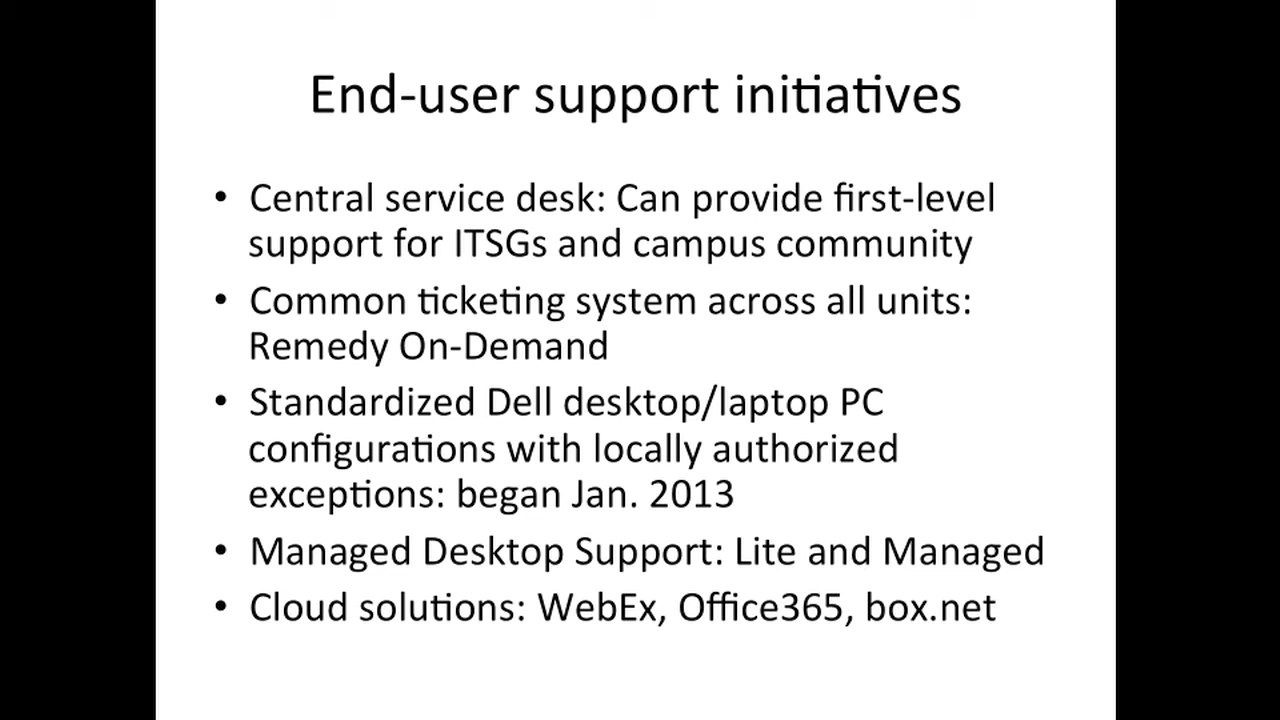 End-user support initiatives
• Central service desk: Can provide first-level
support for ITSGs and campus community
• Common ticketing system across all units:
Remedy On-Demand
• Standardized Dell desktop/laptop PC
configurations with locally authorized
exceptions: began Jan. 2013
• Managed Desktop Support: Lite and Managed
• Cloud solutions: WebEx, Office365, box.net